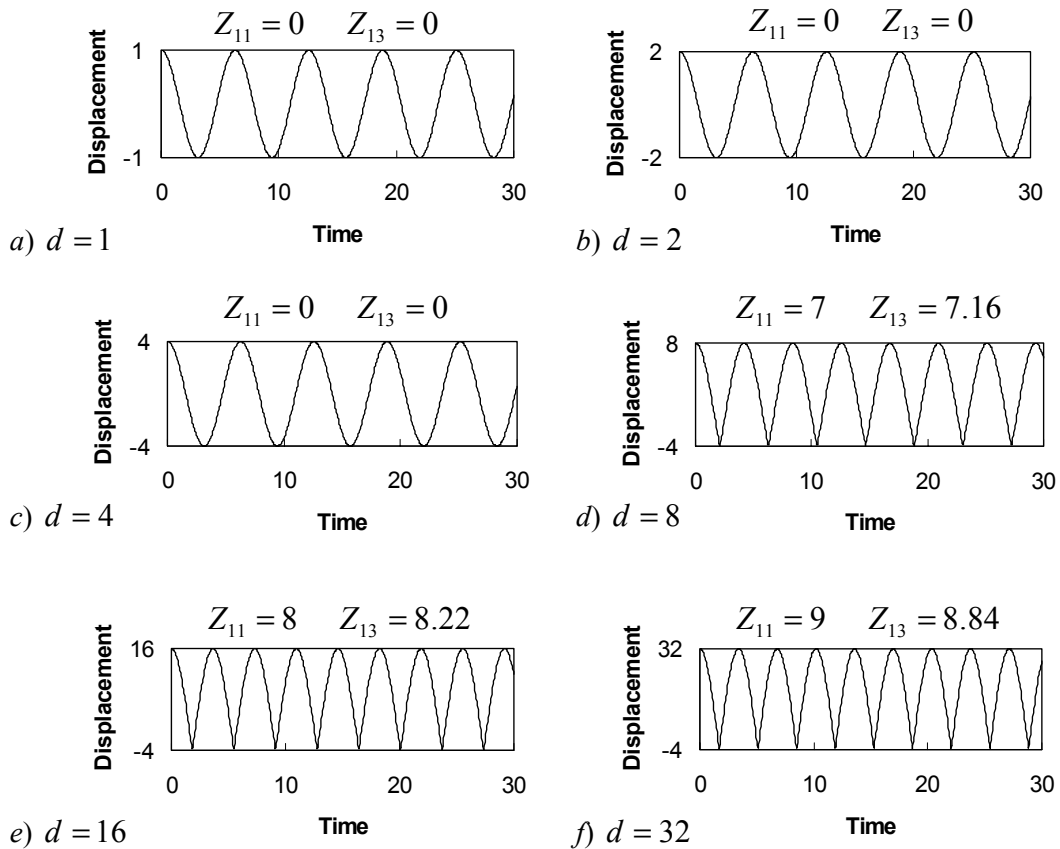 Z11 = 0 Z13 = 0
Displacement
1
-1
0 10 20 30
Time
a) d = 1
Z11 = 0 Z13 = 0
Displacement
2
-2
0 10 20 30
Time
b) d = 2
Z11 = 0 Z13 = 0
Displacement
4
-4
0 10 20 30
Time
c) d = 4
Z11 = 7 Z13 = 7.16
Displacement
8
-4
0 10 20 30
Time
d) d = 8
Z11 = 8 Z13 = 8.22
Displacement
16
-4
0 10 20 30
Time
e) d = 16
Z11 = 9 Z13 = 8.84
Displacement
32
-4
0 10 20 30
Time
f) d = 32